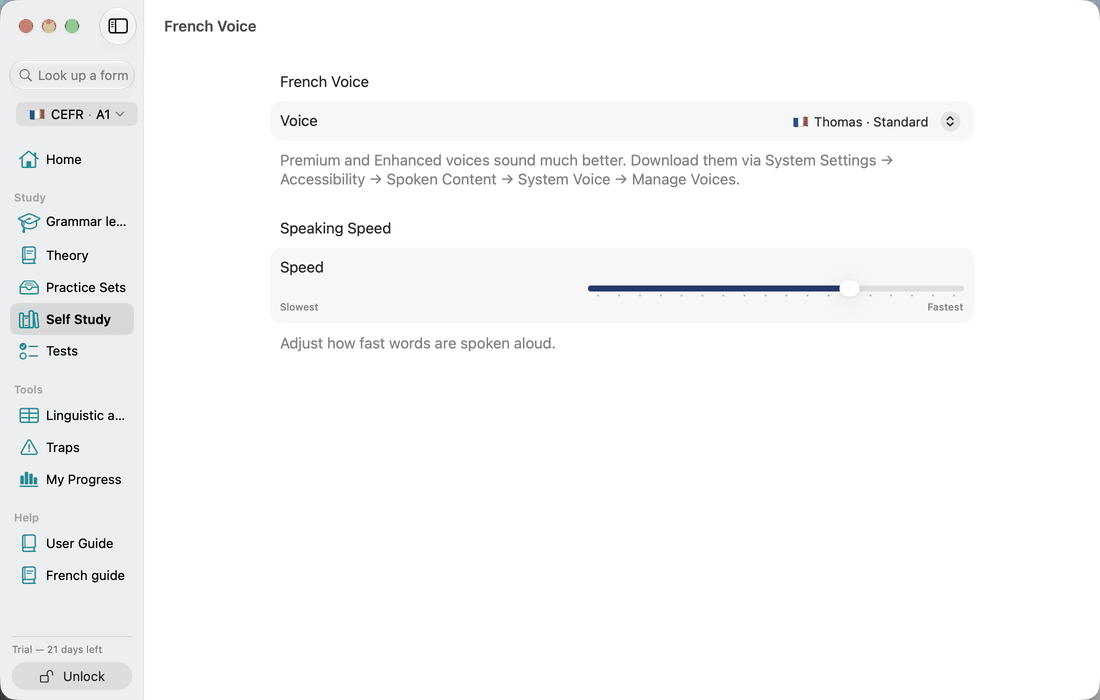 French Voice
Look up a form
CEFR · A1
Home
Study
Grammar le...
Theory
Practice Sets
Self Study
Tests
Tools
Linguistic a...
Traps
My Progress
Help
User Guide
French guide
Trial — 21 days left
Unlock
French Voice
Voice
Thomas · Standard
Premium and Enhanced voices sound much better. Download them via System Settings →
Accessibility → Spoken Content → System Voice → Manage Voices.
Speaking Speed
Speed
Slowest
Fastest
Adjust how fast words are spoken aloud.